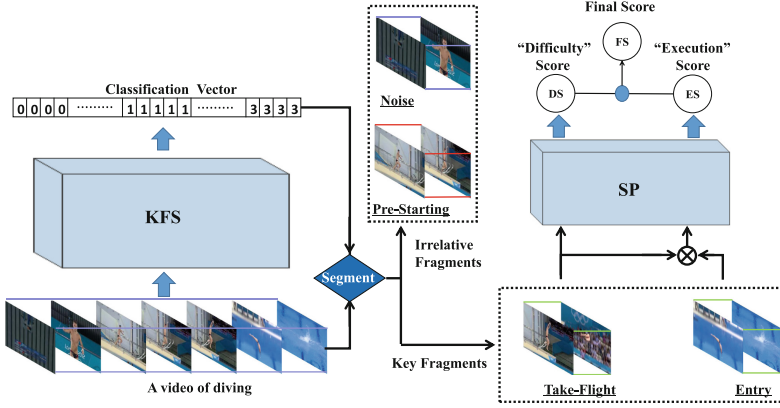 Final Score
FS
"Difficulty"
Score
"Execution"
Score
DS
ES
Classification Vector
0 0 0 0 ......... 1 1 1 1 1 ......... 3 3 3 3
Noise
KFS
SP
Pre-Starting
Segment
Irrelative
Fragments
Key Fragments
A video of diving
Take-Flight
Entry